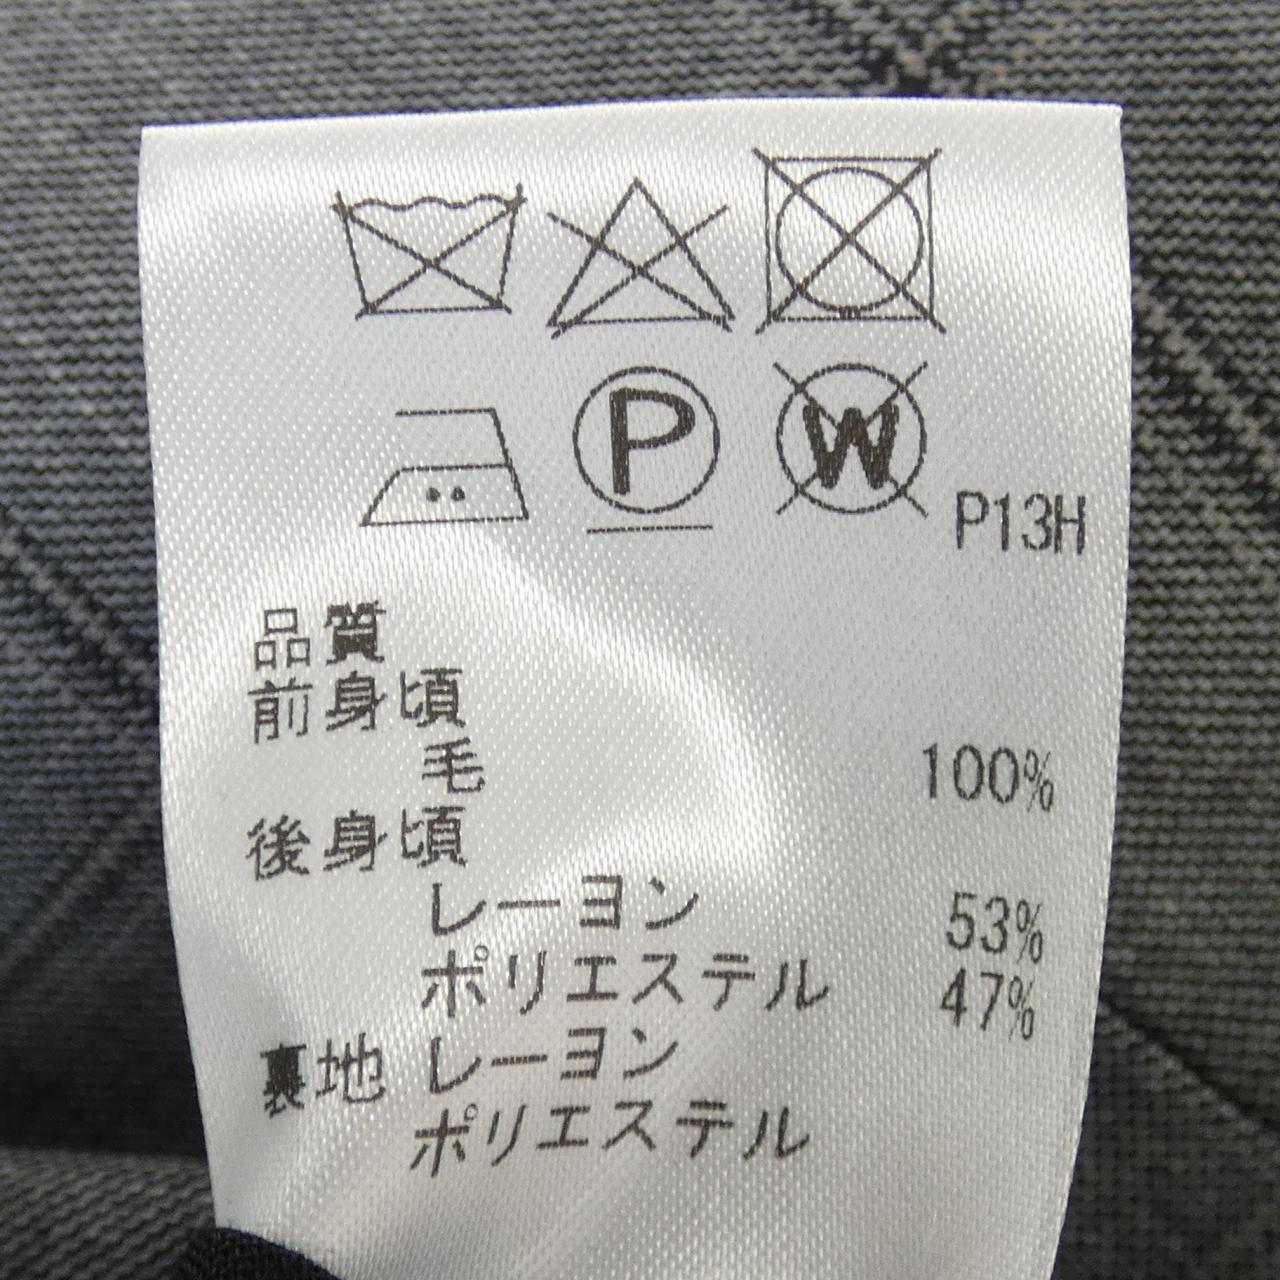 P W
P13H
品質
前身頃
毛 100%
後身頃
レーヨン 53%
ポリエステル 47%
裏地 レーヨン
ポリエステル